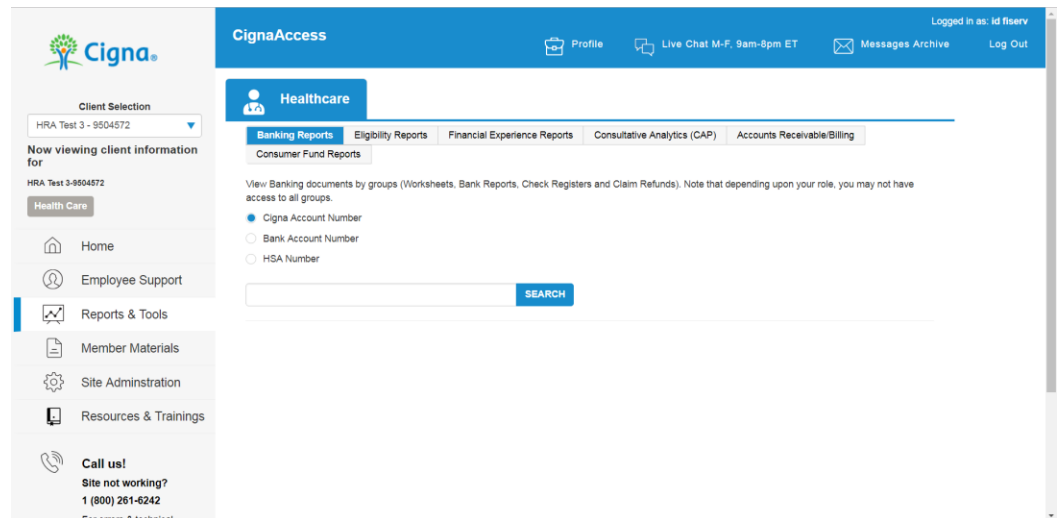 Cigna®
Client Selection
HRA Test 3 - 9504572
Now viewing client information
for
HRA Test 3-9504572
Health Care
Home
Employee Support
Reports & Tools
Member Materials
Site Adminstration
Resources & Trainings
Call us!
Site not working?
1 (800) 261-6242
CignaAccess
Logged in as: id fiserv
Profile
Live Chat M-F, 9am-8pm ET
Messages Archive
Log Out
Healthcare
Banking Reports Eligibility Reports Financial Experience Reports Consultative Analytics (CAP) Accounts Receivable/Billing
Consumer Fund Reports
View Banking documents by groups (Worksheets, Bank Reports, Check Registers and Claim Refunds). Note that depending upon your role, you may not have
access to all groups.
Cigna Account Number
Bank Account Number
HSA Number
SEARCH